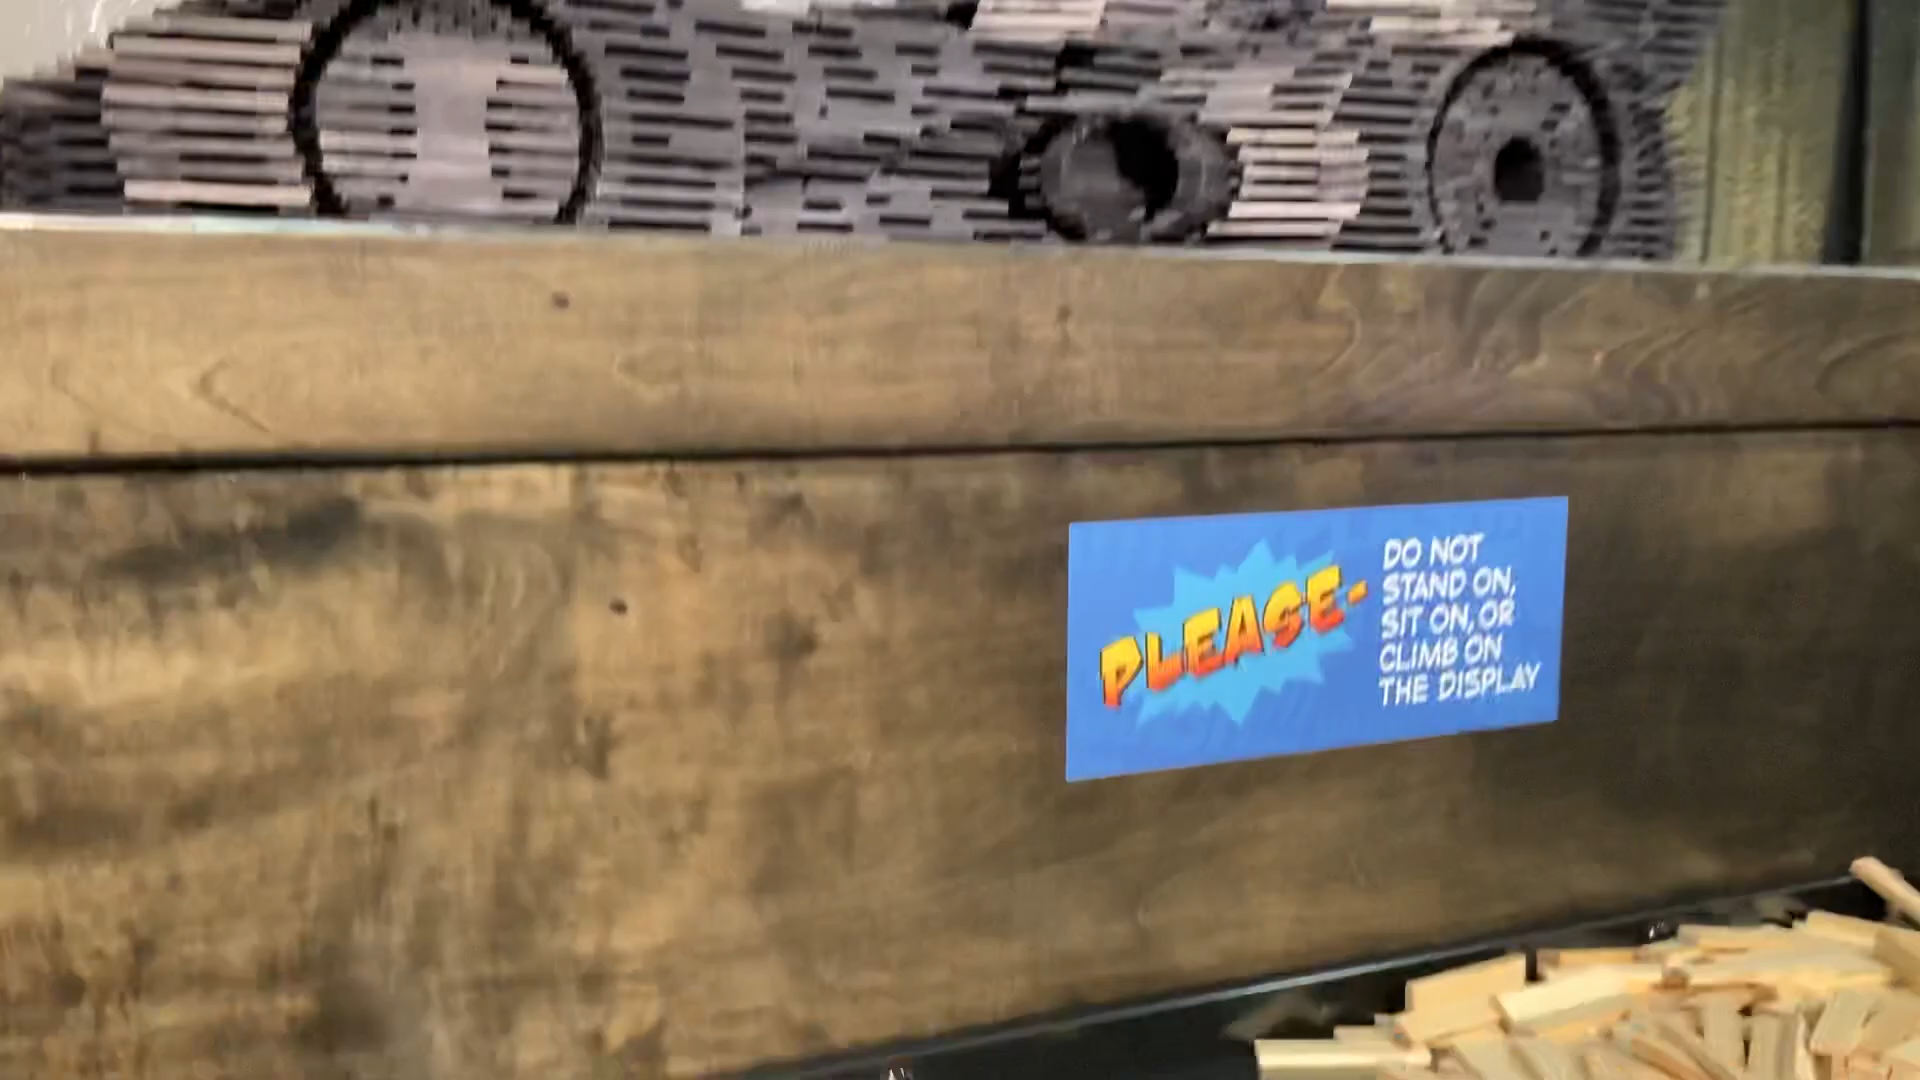 PLEASE-
DO NOT
STAND ON,
SIT ON, OR
CLIMB ON
THE DISPLAY